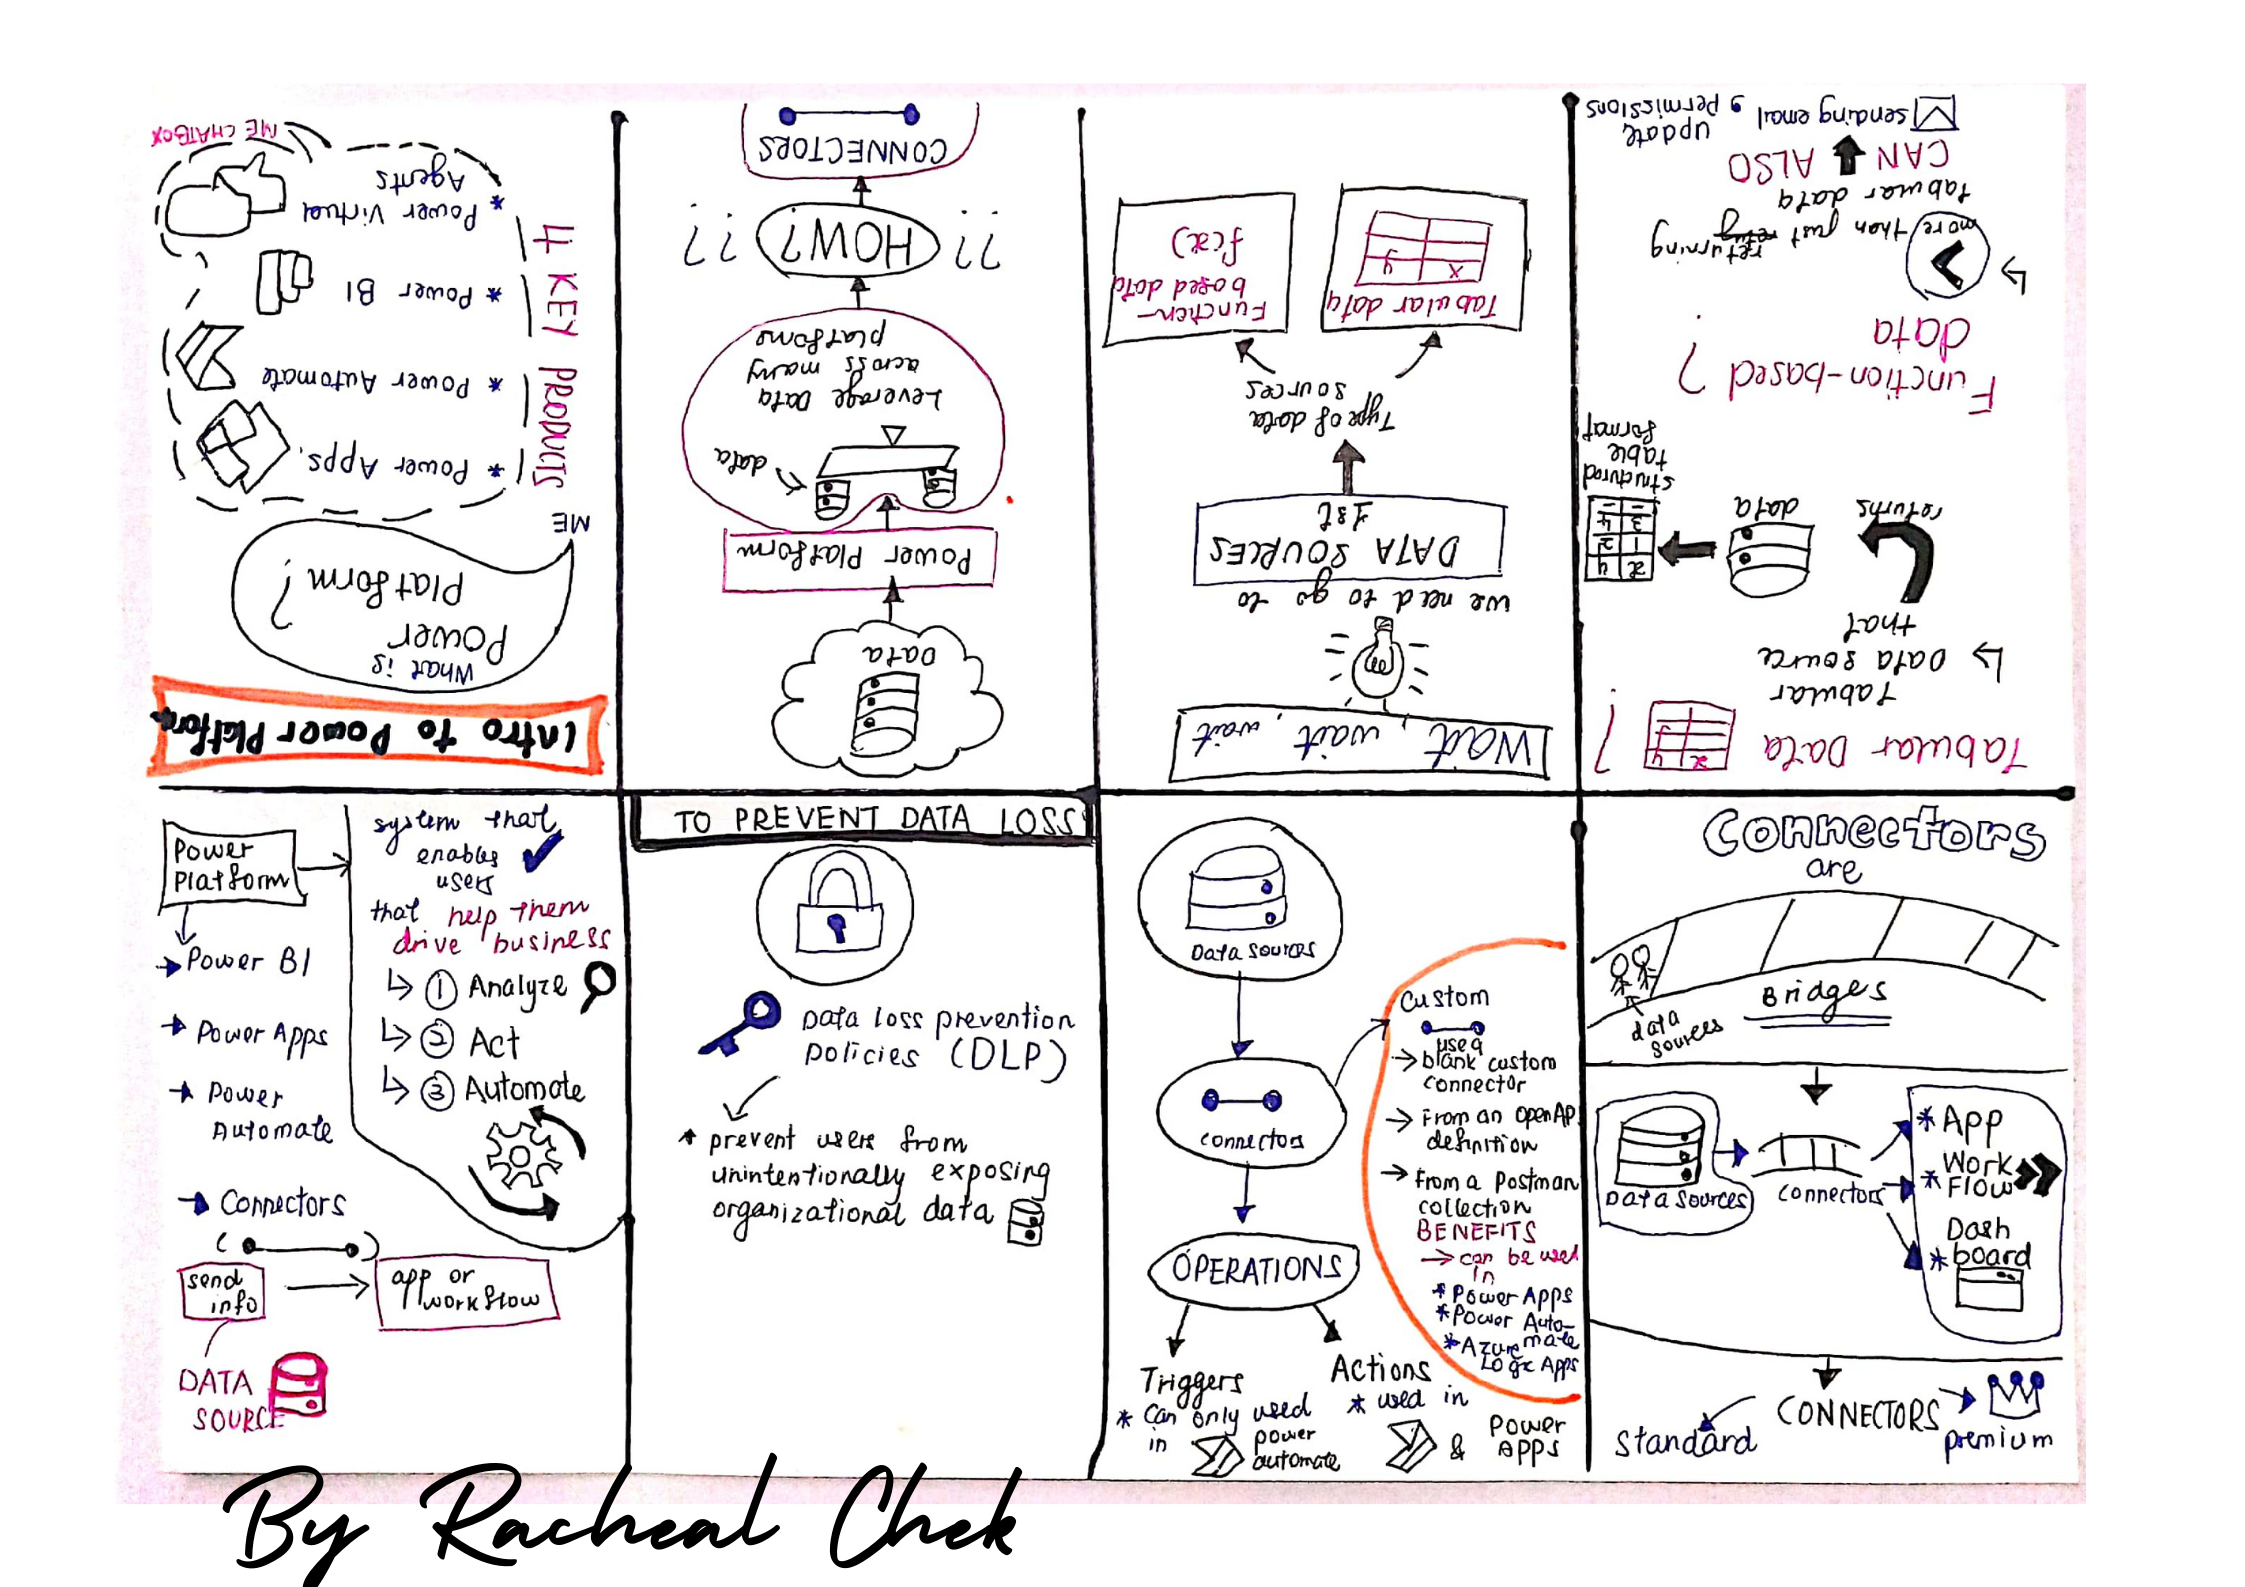 Intro to Power Platform
What is
Power
Platform
?
ME
4 KEY PRODUCTS
* Power Apps.
* Power Automate
* Power BI
* Power Virtual
Agents
ME CHATBOX
DATA
Power Platform
data
Leverage Data
across many
platforms
?? HOW? ??
CONNECTORS
Wait, wait, wait
we need to go to
DATA SOURCES
1st
Type of data
sources
Tabular data
x y
Function-
based data
f(x)
Tabular Data
x y
?
↳ Data source
Tabular
that
returns
data
x y
1 2
3 4
structured
table
format
Function-based
data
?
↳ more than just returning
tabular data
CAN ALSO
sending email
update
permissions
Power
Platform
Power BI
Power Apps
Power
Automate
Connectors
send
info
app or
workflow
DATA
SOURCE
system that
enables
users
that help them
drive business
↳ ① Analyze
↳ ② Act
↳ ③ Automate
TO PREVENT DATA LOSS
Data loss prevention
policies (DLP)
prevent users from
unintentionally exposing
organizational data
Data sources
connectors
OPERATIONS
Triggers
* Can only used
in power
automate
Actions
* used in
& POWER
APPS
Custom
use a
→ blank custom
connector
→ From an openAP
definition
→ From a Postman
collection
BENEFITS
→ can be used
in
* Power Apps
* Power Auto-
mate
* Azure
Logic Apps
Connectors
are
Bridges
data
sources
Data sources
connectors
* App
* Work
Flow
Dash
* board
CONNECTORS
Standard
premium
By Racheal Chek